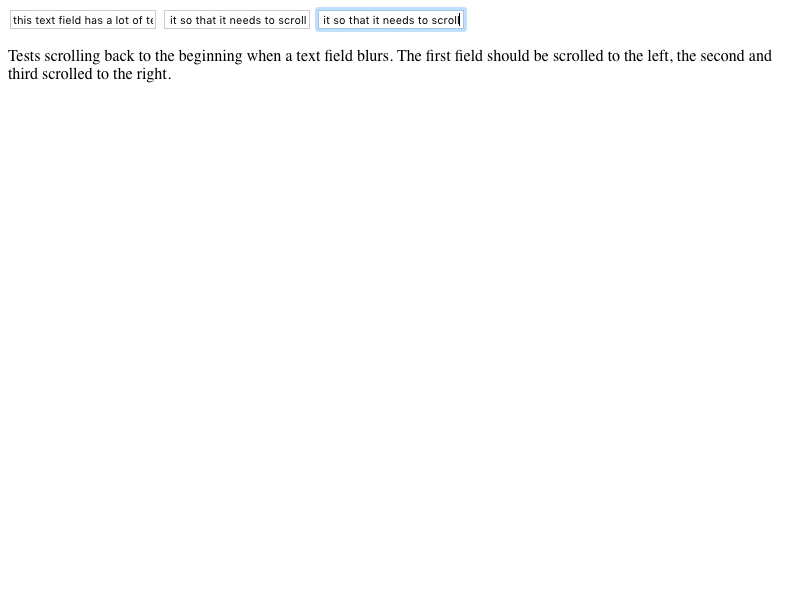 this text field has a lot of te it so that it needs to scroll it so that it needs to scroll
Tests scrolling back to the beginning when a text field blurs. The first field should be scrolled to the left, the second and
third scrolled to the right.